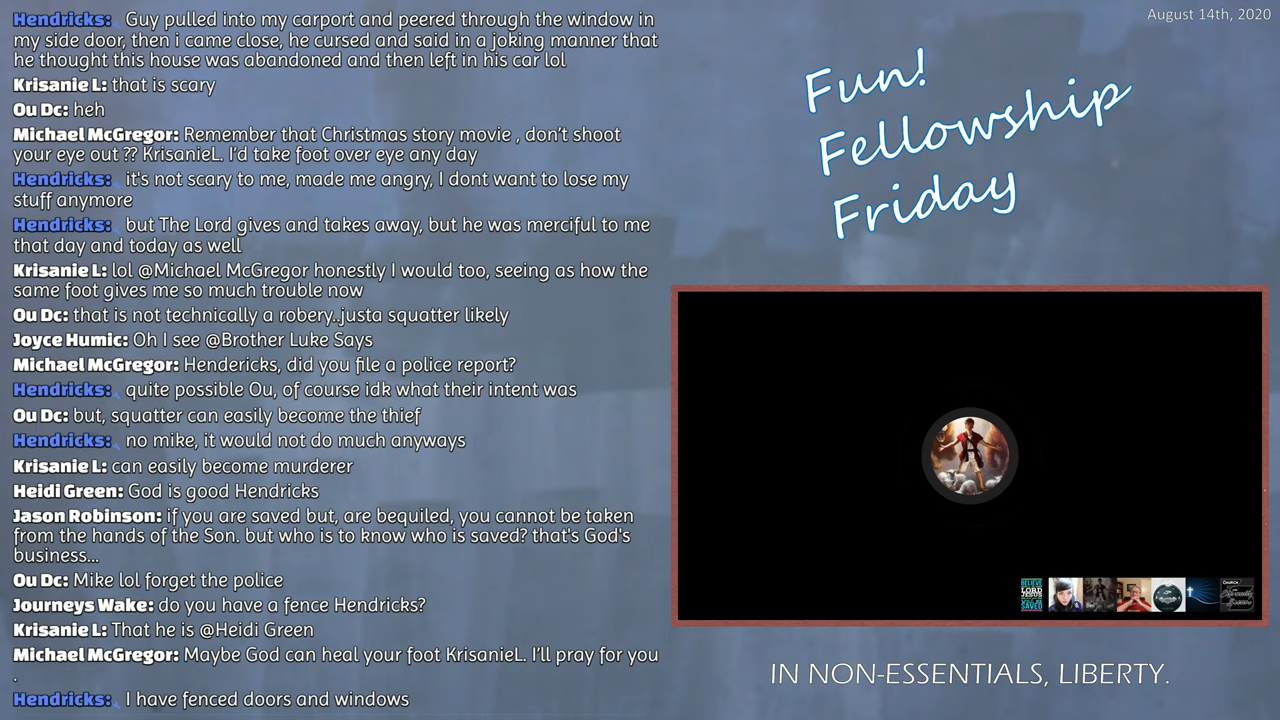 Hendricks: Guy pulled into my carport and peered through the window in
my side door, then i came close, he cursed and said in a joking manner that
he thought this house was abandoned and then left in his car lol
Krisanie L: that is scary
Ou Dc: heh
Michael McGregor: Remember that Christmas story movie , don't shoot
your eye out ?? KrisanieL. I'd take foot over eye any day
Hendricks: it's not scary to me, made me angry, I dont want to lose my
stuff anymore
Hendricks: but The Lord gives and takes away, but he was merciful to me
that day and today as well
Krisanie L: lol @Michael McGregor honestly I would too, seeing as how the
same foot gives me so much trouble now
Ou Dc: that is not technically a robery..justa squatter likely
Joyce Humic: Oh I see @Brother Luke Says
Michael McGregor: Hendericks, did you file a police report?
Hendricks: quite possible Ou, of course idk what their intent was
Ou Dc: but, squatter can easily become the thief
Hendricks: no mike, it would not do much anyways
Krisanie L: can easily become murderer
Heidi Green: God is good Hendricks
Jason Robinson: if you are saved but, are bequiled, you cannot be taken
from the hands of the Son. but who is to know who is saved? that's God's
business...
Ou Dc: Mike lol forget the police
Journeys Wake: do you have a fence Hendricks?
Krisanie L: That he is @Heidi Green
Michael McGregor: Maybe God can heal your foot KrisanieL. I'll pray for you
.
Hendricks: I have fenced doors and windows
August 14th, 2020
Fun!
Fellowship
Friday
BELIEVE
LORD
JESUS
SAVED
CHURCH
IN NON-ESSENTIALS, LIBERTY.